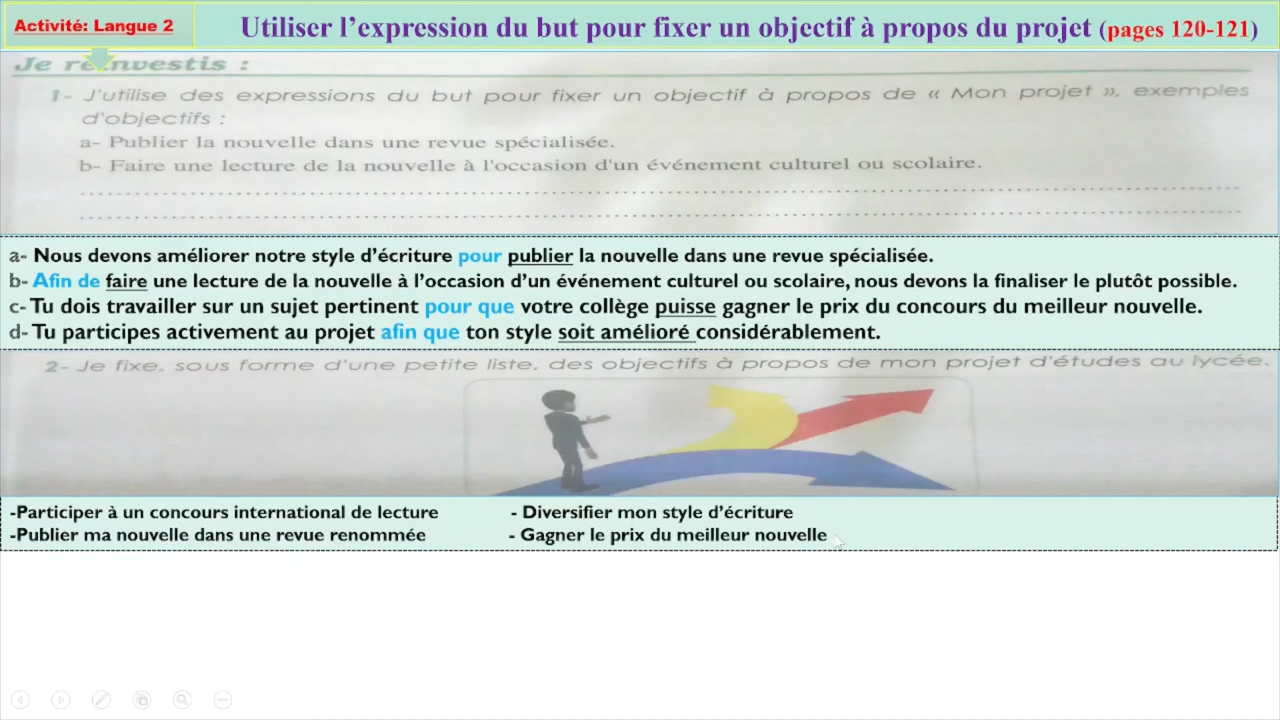 Activité: Langue 2
Utiliser l’expression du but pour fixer un objectif à propos du projet (pages 120-121)
Je réinvestis :
1- J'utilise des expressions du but pour fixer un objectif à propos de « Mon projet », exemples
d'objectifs :
a- Publier la nouvelle dans une revue spécialisée.
b- Faire une lecture de la nouvelle à l'occasion d'un événement culturel ou scolaire.
a- Nous devons améliorer notre style d’écriture pour publier la nouvelle dans une revue spécialisée.
b- Afin de faire une lecture de la nouvelle à l’occasion d’un événement culturel ou scolaire, nous devons la finaliser le plutôt possible.
c- Tu dois travailler sur un sujet pertinent pour que votre collège puisse gagner le prix du concours du meilleur nouvelle.
d- Tu participes activement au projet afin que ton style soit amélioré considérablement.
2- Je fixe, sous forme d'une petite liste, des objectifs à propos de mon projet d'études au lycée.
-Participer à un concours international de lecture - Diversifier mon style d’écriture
-Publier ma nouvelle dans une revue renommée - Gagner le prix du meilleur nouvelle